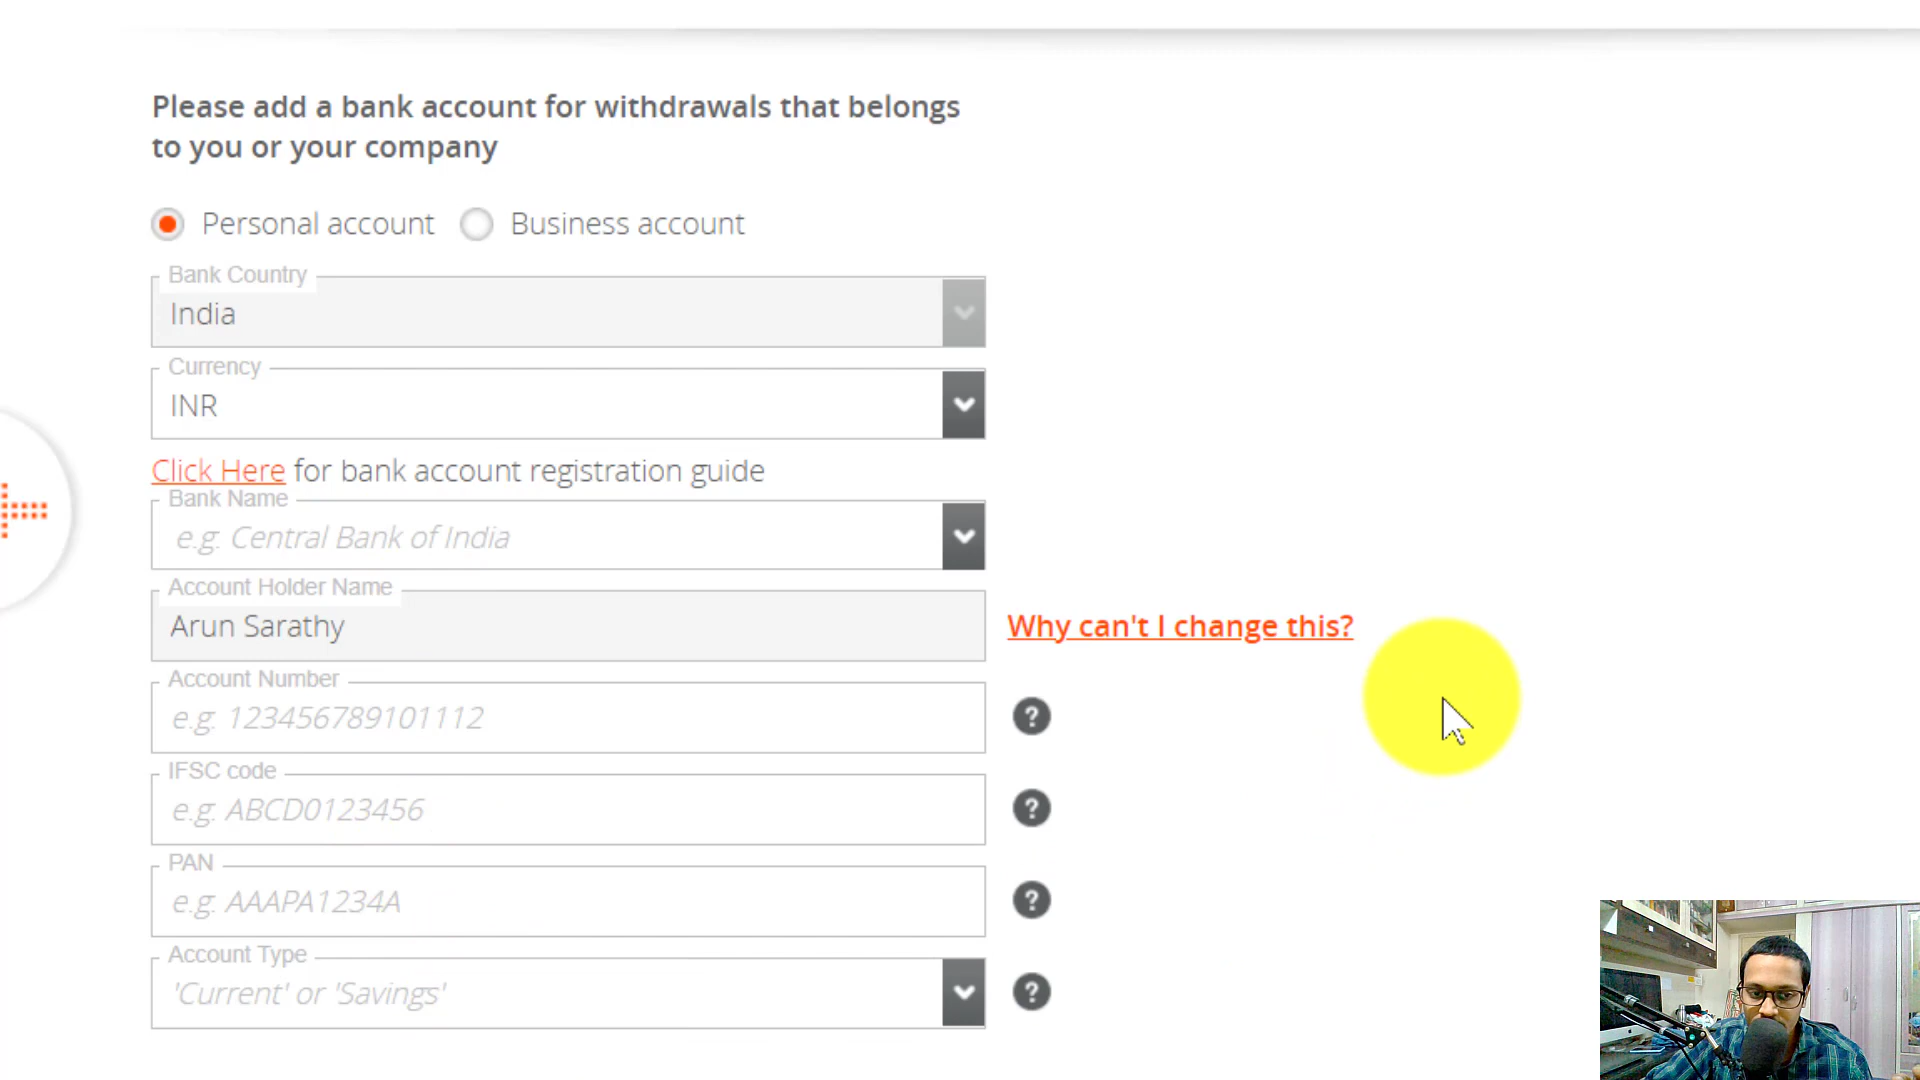 Please add a bank account for withdrawals that belongs
to you or your company
Personal account Business account
Bank Country
India
Currency
INR
Click Here for bank account registration guide
Bank Name
e.g. Central Bank of India
Account Holder Name
Arun Sarathy Why can't I change this?
Account Number
e.g. 123456789101112 ?
IFSC code
e.g. ABCD0123456 ?
PAN
e.g. AAAPA1234A ?
Account Type
'Current' or 'Savings' ?